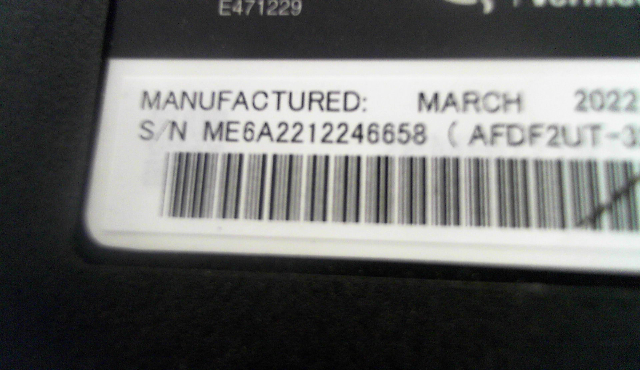 E471229
MANUFACTURED: MARCH 2022
S/N ME6A2212246658 ( AFDF2UT-